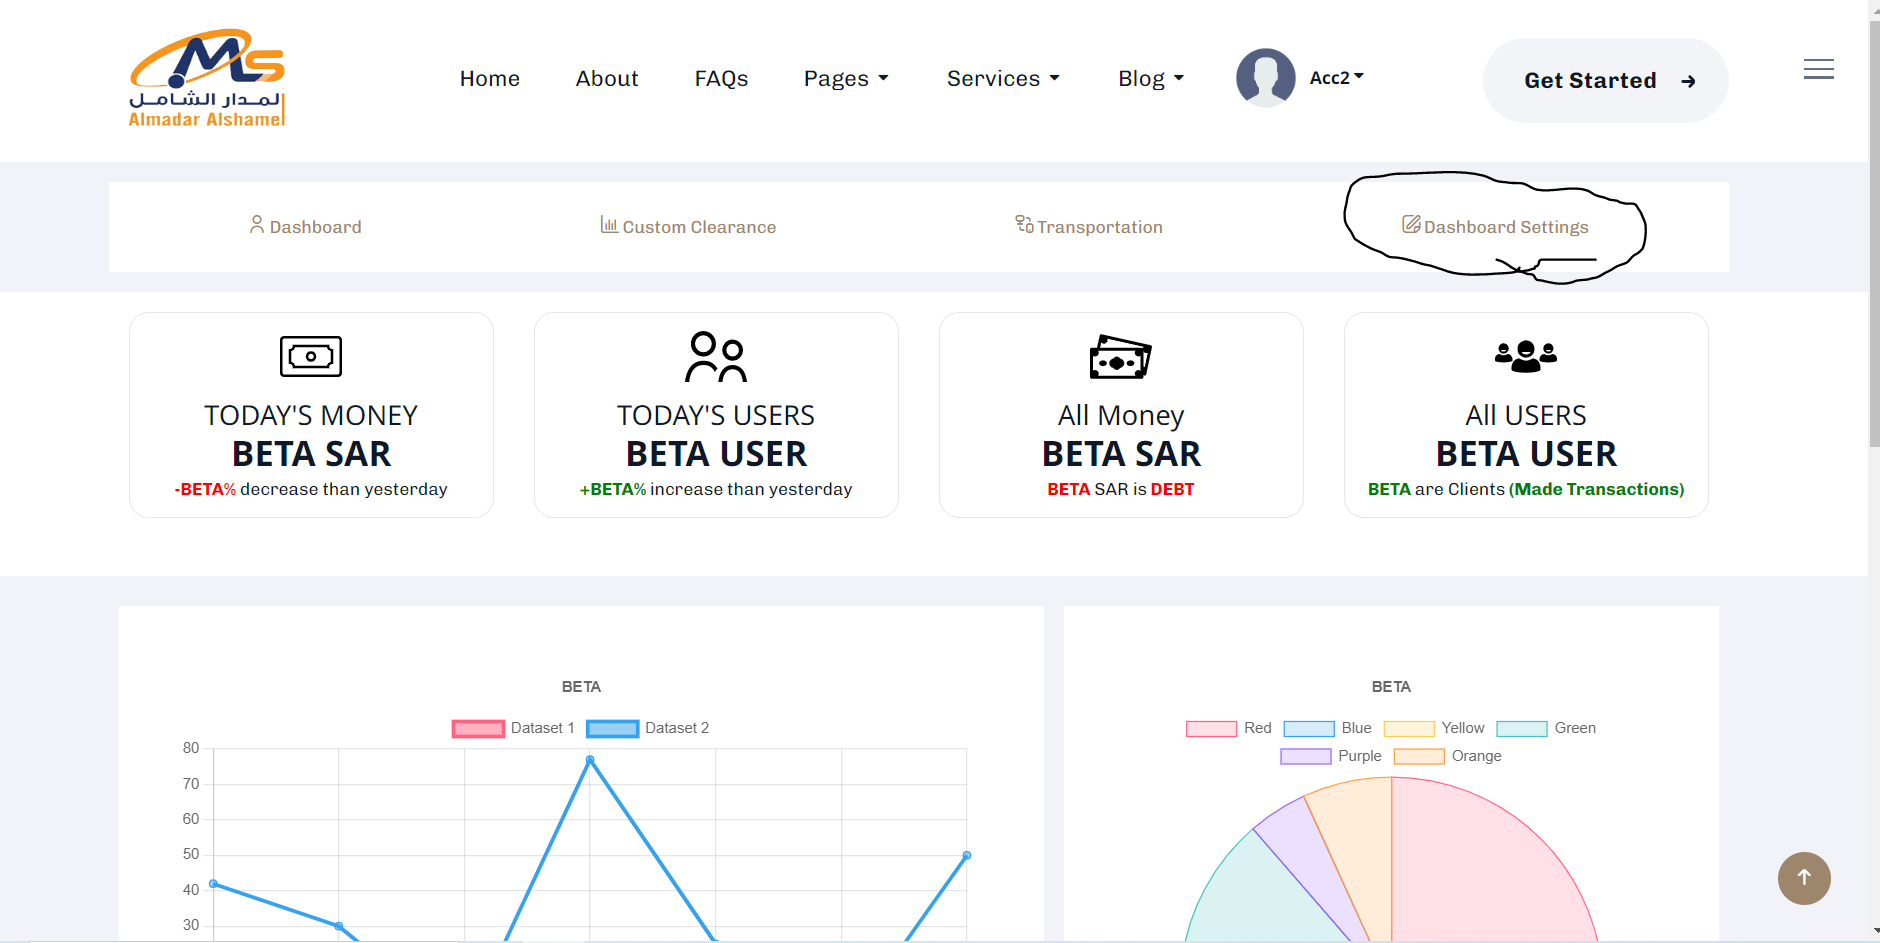 المدار الشامل
Almadar Alshamel
Home About FAQs Pages Services Blog Acc2 Get Started
Dashboard Custom Clearance Transportation Dashboard Settings
TODAY'S MONEY
BETA SAR
-BETA% decrease than yesterday
TODAY'S USERS
BETA USER
+BETA% increase than yesterday
All Money
BETA SAR
BETA SAR is DEBT
All USERS
BETA USER
BETA are Clients (Made Transactions)
BETA
Dataset 1 Dataset 2
80
70
60
50
40
30
BETA
Red Blue Yellow Green
Purple Orange